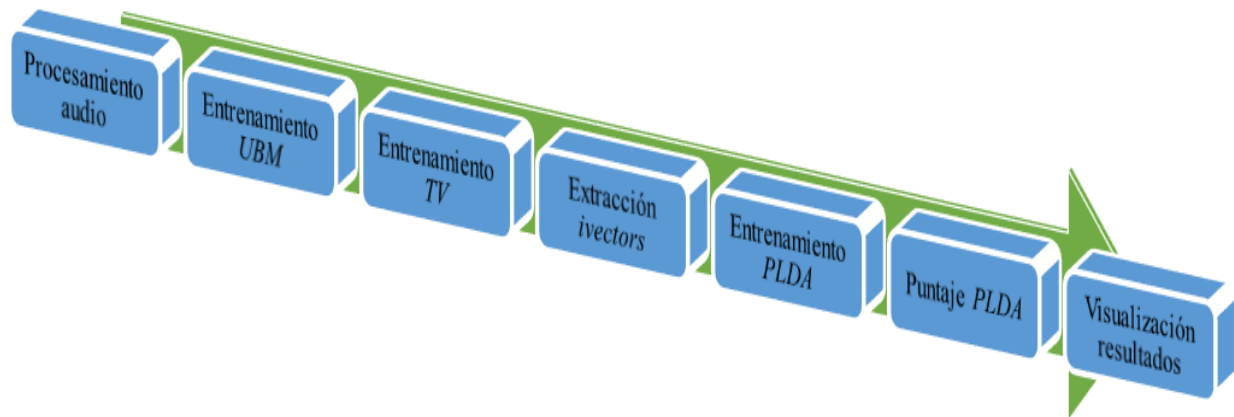 Procesamiento
audio
Entrenamiento
UBM
Entrenamiento
TV
Extracción
ivectors
Entrenamiento
PLDA
Puntaje PLDA
Visualización
resultados